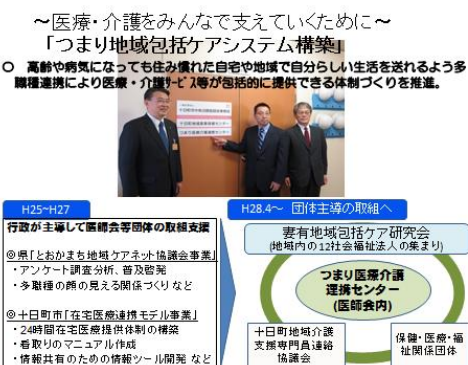 ～医療・介護をみんなで支えていくために～
「つまり地域包括ケアシステム構築」
○ 高齢や病気になっても住み慣れた自宅や地域で自分らしい生活を送れるよう多
職種連携により医療・介護サービス等が包括的に提供できる体制づくりを推進。
H25~H27
行政が主導して医師会等団体の取組支援
◎県「とおかまち地域ケアネット協議会事業」
・アンケート調査分析、普及啓発
・多職種の顔の見える関係づくり など
◎十日町市「在宅医療連携モデル事業」
・24時間在宅医療提供体制の構築
・看取りのマニュアル作成
・情報共有のための情報ツール開発 など
H28.4～ 団体主導の取組へ
妻有地域包括ケア研究会
(地域内の12社会福祉法人の集まり)
つまり医療介護
連携センター
(医師会内)
十日町地域介護
支援専門員連絡
協議会
保健・医療・福
祉関係団体